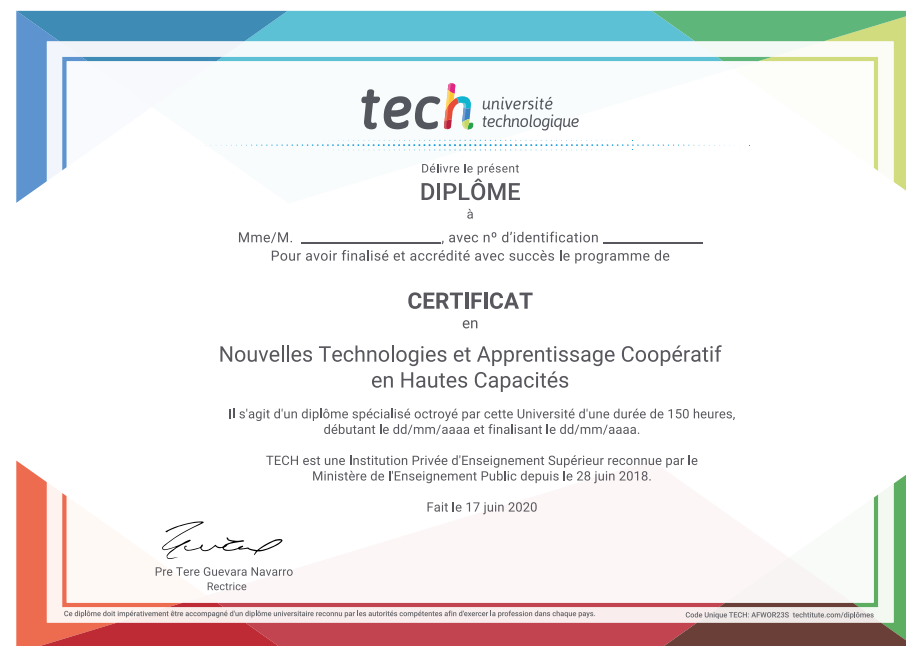 tech université
technologique
Délivre le présent
DIPLÔME
à
Mme/M. ____________________, avec nº d'identification ______________
Pour avoir finalisé et accrédité avec succès le programme de
CERTIFICAT
en
Nouvelles Technologies et Apprentissage Coopératif
en Hautes Capacités
Il s'agit d'un diplôme spécialisé octroyé par cette Université d'une durée de 150 heures,
débutant le dd/mm/aaaa et finalisant le dd/mm/aaaa.
TECH est une Institution Privée d'Enseignement Supérieur reconnue par le
Ministère de l'Enseignement Public depuis le 28 juin 2018.
Fait le 17 juin 2020
Pre Tere Guevara Navarro
Rectrice
Ce diplôme doit impérativement être accompagné d'un diplôme universitaire reconnu par les autorités compétentes afin d'exercer la profession dans chaque pays.
Code Unique TECH: AFWOR23S techtitute.com/diplômes